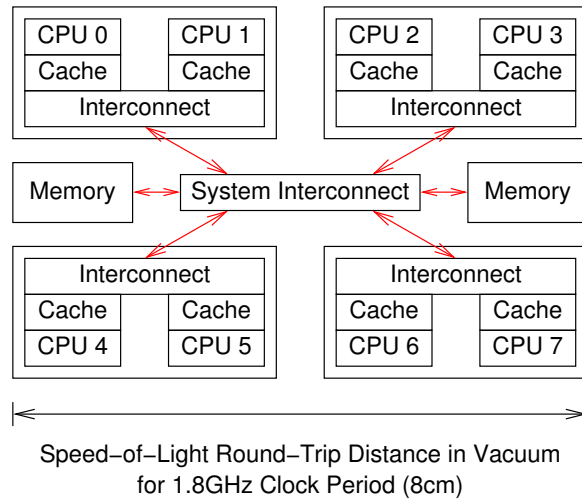 CPU 0 CPU 1 CPU 2 CPU 3
Cache Cache Cache Cache
Interconnect Interconnect
Memory System Interconnect Memory
Interconnect Interconnect
Cache Cache Cache Cache
CPU 4 CPU 5 CPU 6 CPU 7
Speed−of−Light Round−Trip Distance in Vacuum
for 1.8GHz Clock Period (8cm)